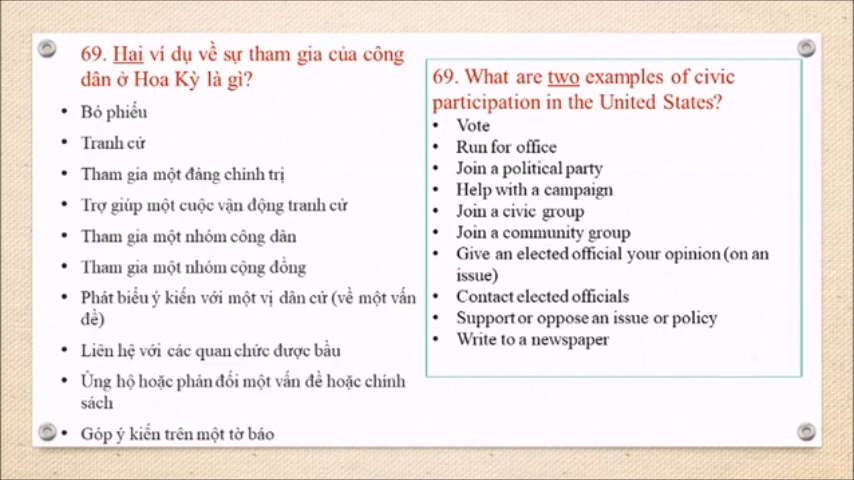 69. Hai ví dụ về sự tham gia của công
dân ở Hoa Kỳ là gì?
• Bỏ phiếu
• Tranh cử
• Tham gia một đảng chính trị
• Trợ giúp một cuộc vận động tranh cử
• Tham gia một nhóm công dân
• Tham gia một nhóm cộng đồng
• Phát biểu ý kiến với một vị dân cử (về một vấn
đề)
• Liên hệ với các quan chức được bầu
• Ủng hộ hoặc phản đối một vấn đề hoặc chính
sách
• Góp ý kiến trên một tờ báo
69. What are two examples of civic
participation in the United States?
• Vote
• Run for office
• Join a political party
• Help with a campaign
• Join a civic group
• Join a community group
• Give an elected official your opinion (on an
issue)
• Contact elected officials
• Support or oppose an issue or policy
• Write to a newspaper